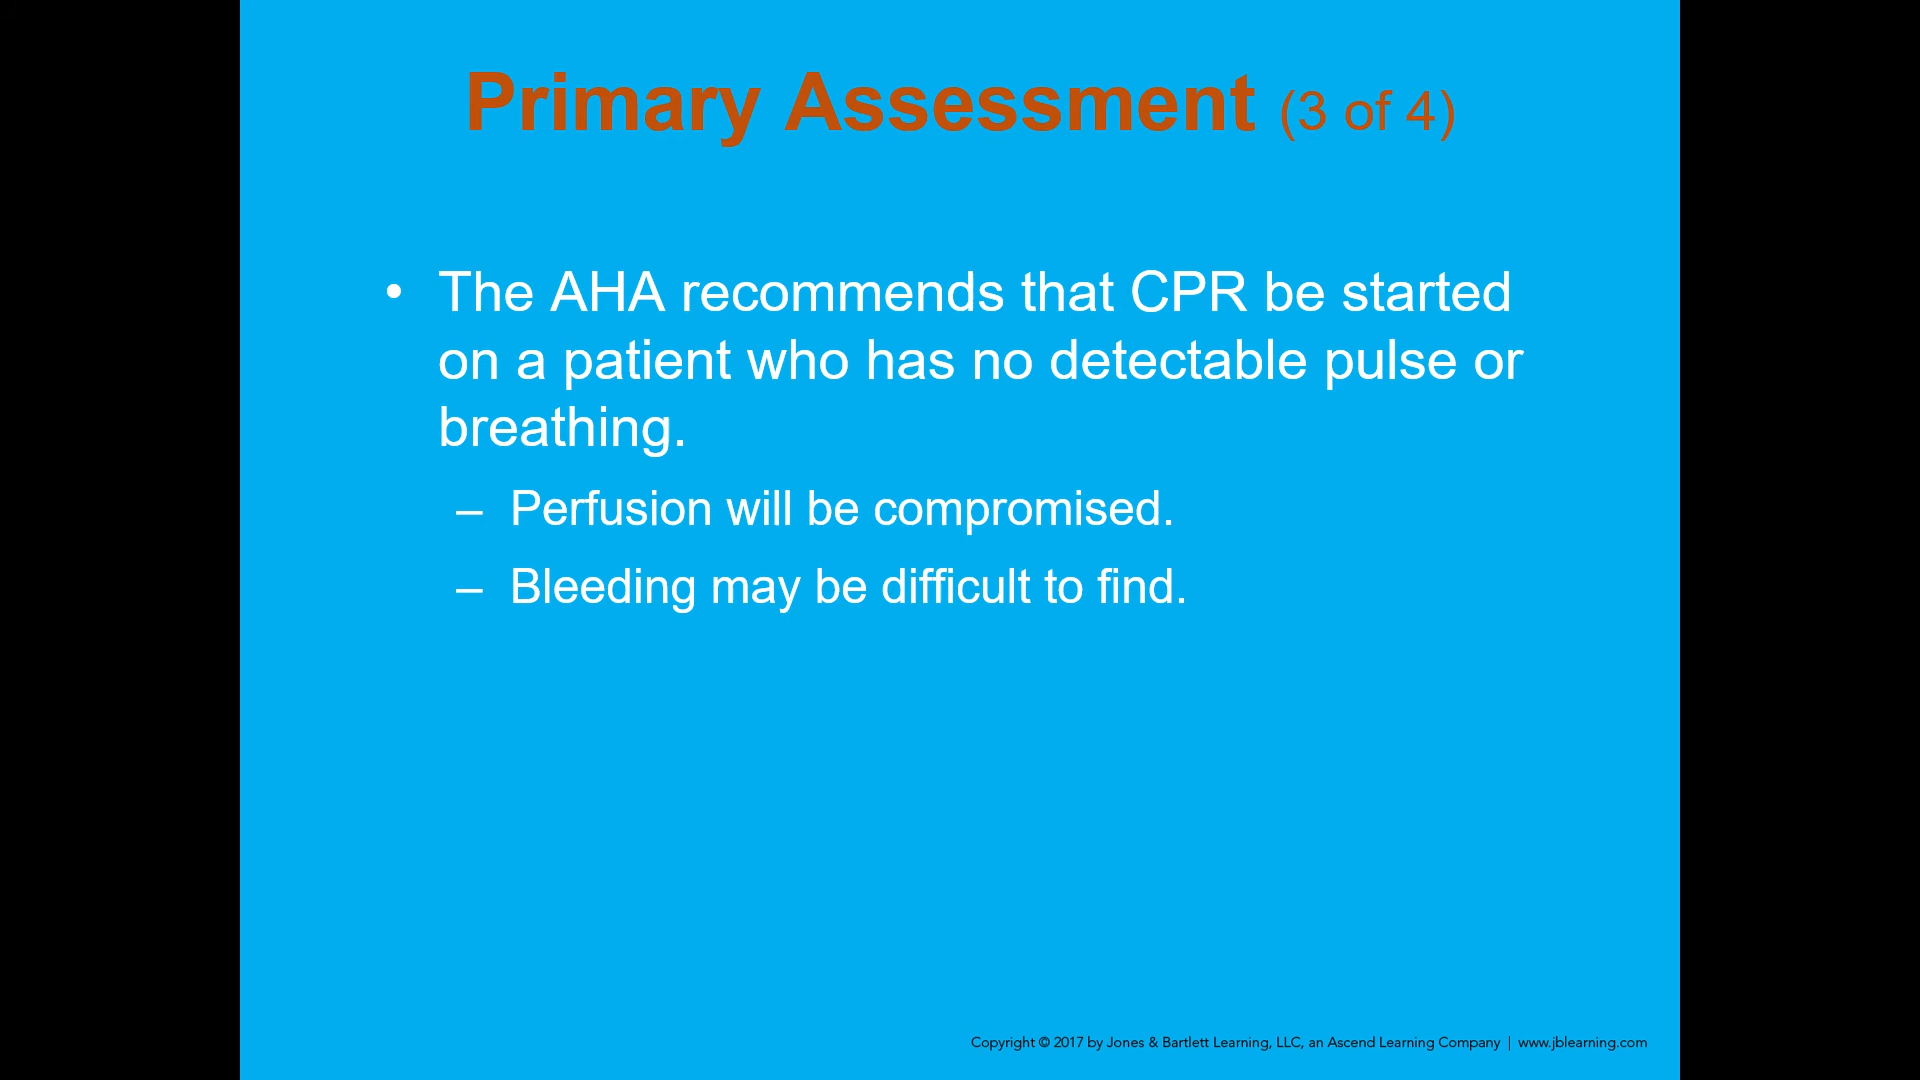 Primary Assessment (3 of 4)
• The AHA recommends that CPR be started
on a patient who has no detectable pulse or
breathing.
– Perfusion will be compromised.
– Bleeding may be difficult to find.
Copyright © 2017 by Jones & Bartlett Learning, LLC, an Ascend Learning Company | www.jblearning.com